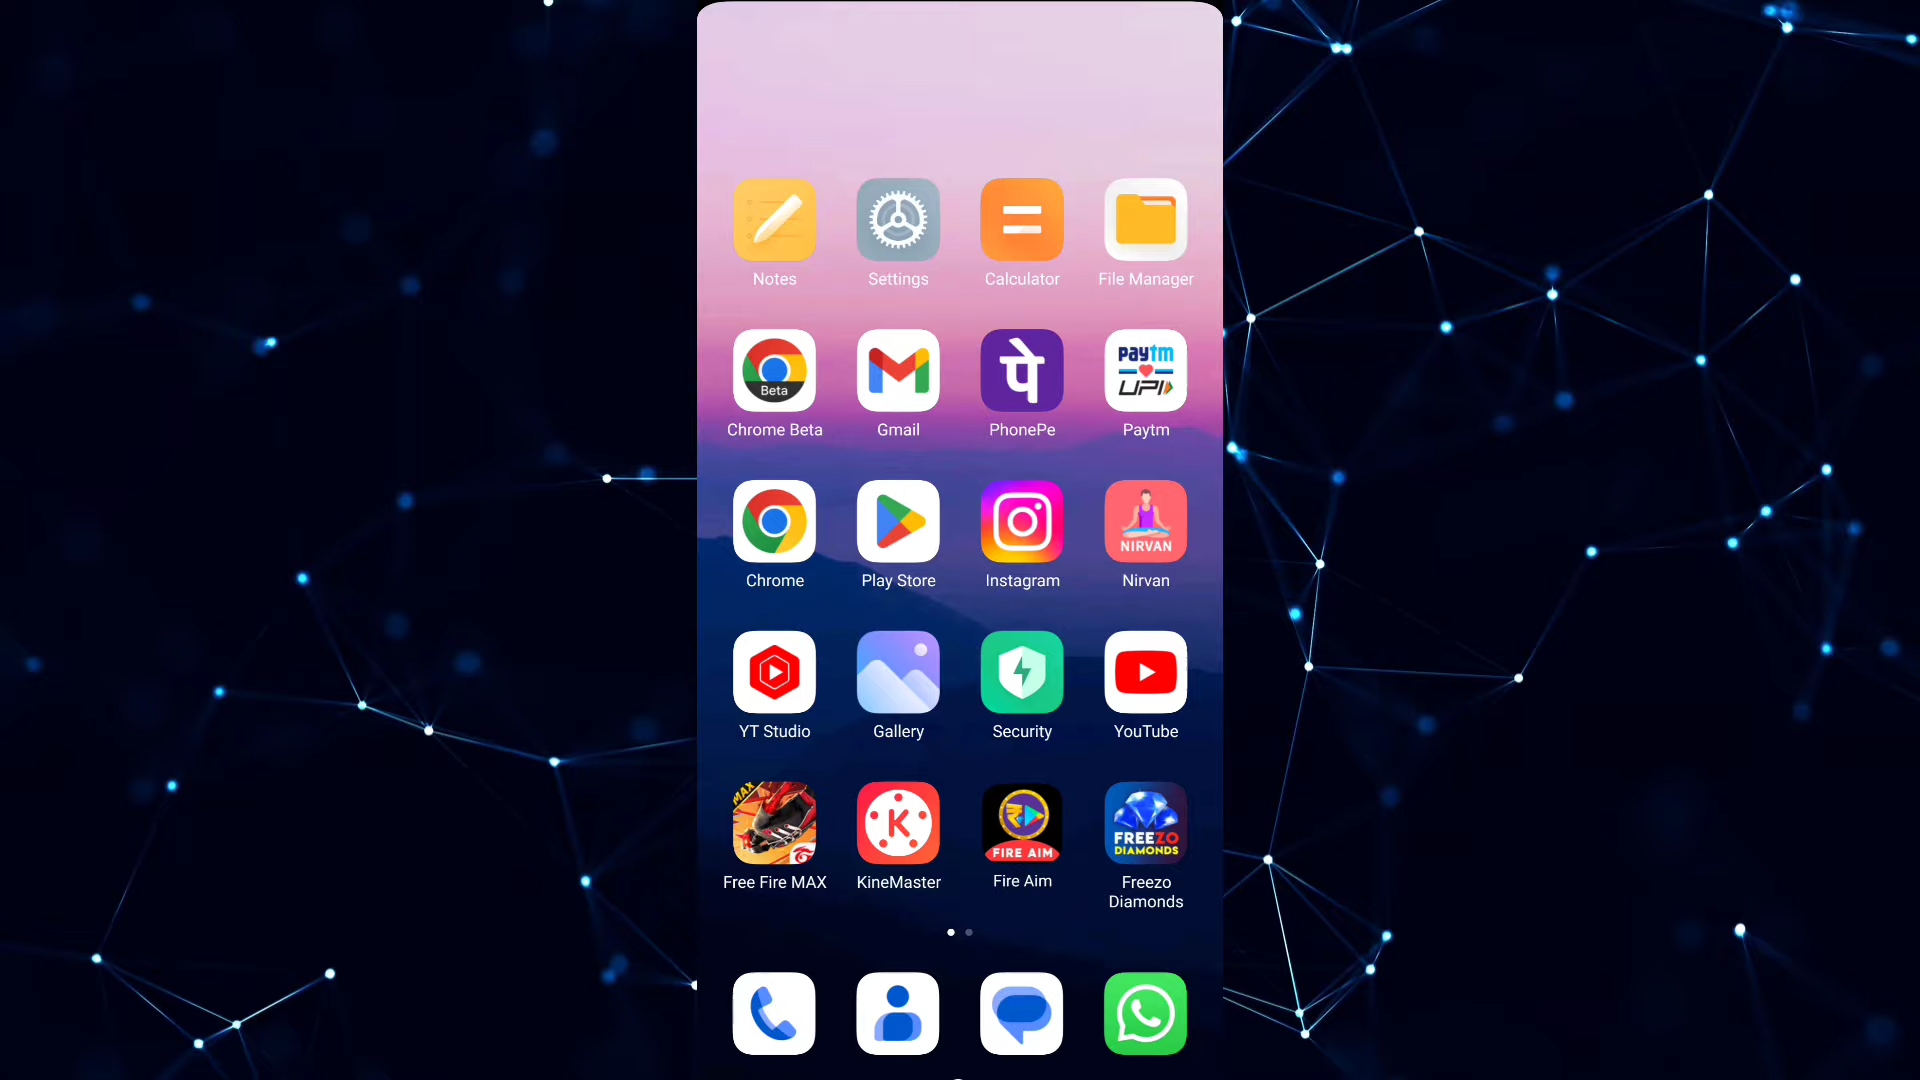 Notes Settings Calculator File Manager
Beta
paytm
UPI
Chrome Beta Gmail PhonePe Paytm
पे
NIRVAN
Chrome Play Store Instagram Nirvan
YT Studio Gallery Security YouTube
MAX
K
₹
FIRE AIM
FREEZO
DIAMONDS
Free Fire MAX KineMaster Fire Aim Freezo
Diamonds